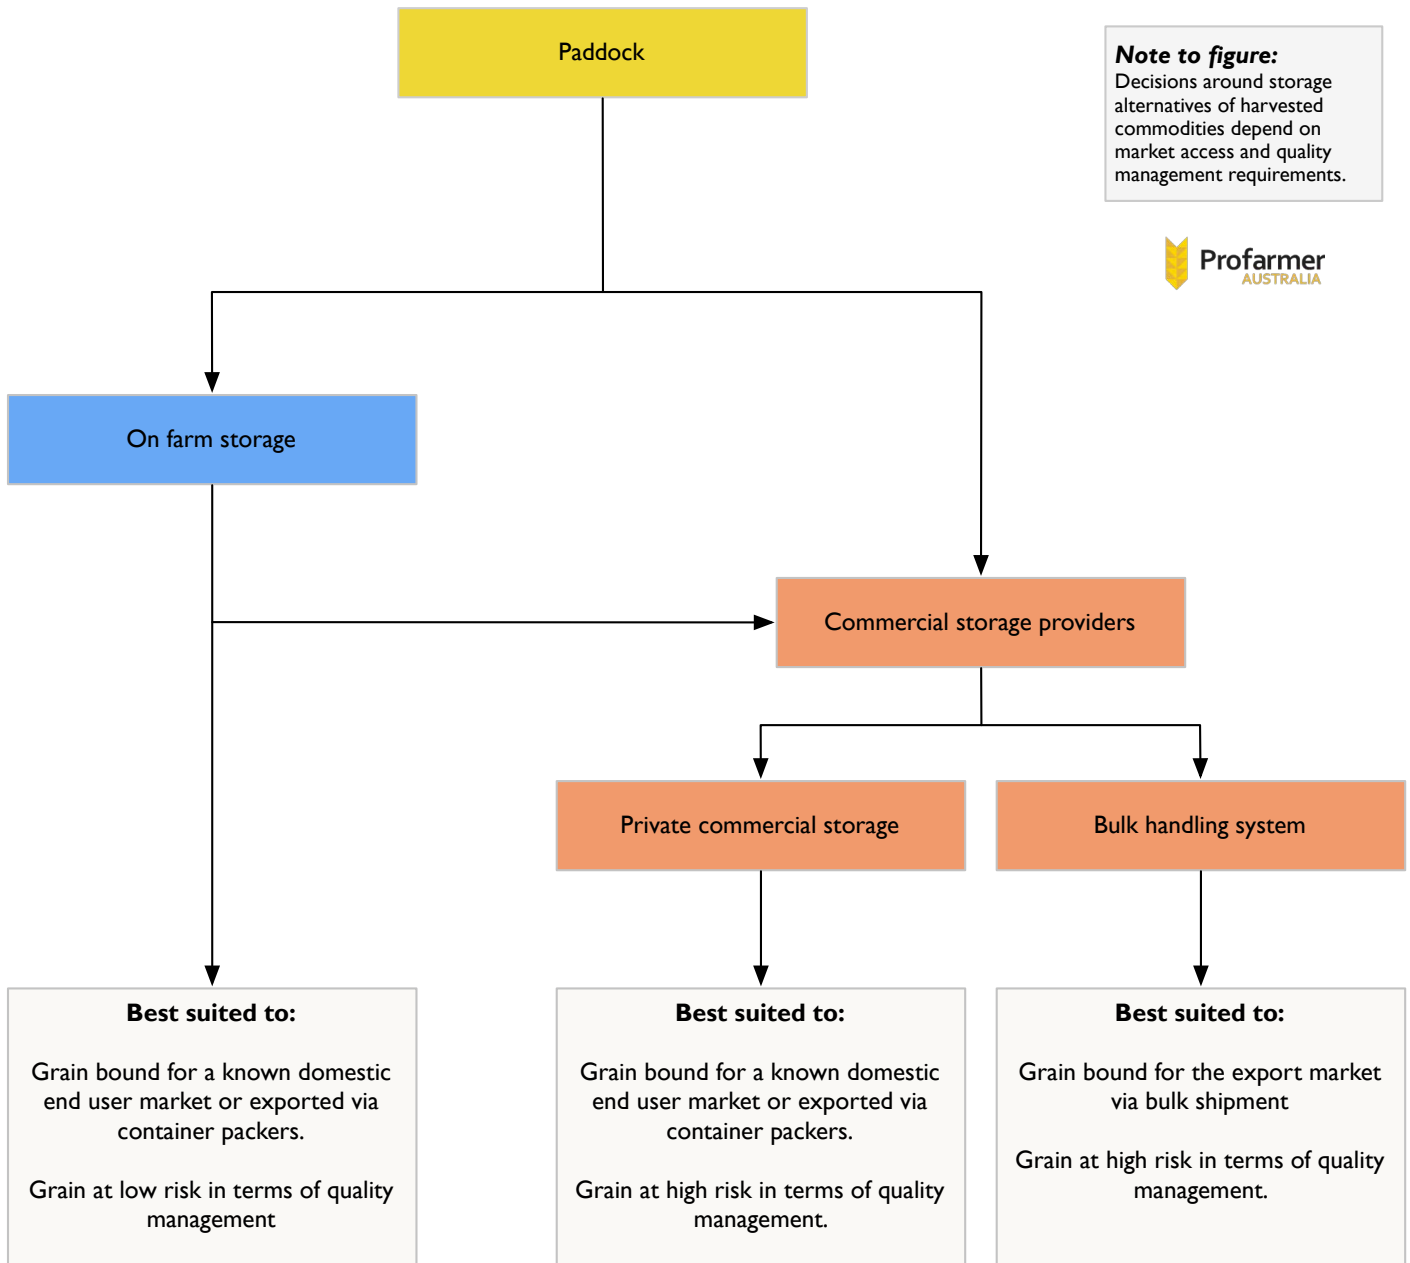 Paddock
Note to figure:
Decisions around storage
alternatives of harvested
commodities depend on
market access and quality
management requirements.
Profarmer
AUSTRALIA
On farm storage
Commercial storage providers
Private commercial storage
Bulk handling system
Best suited to:
Grain bound for a known domestic
end user market or exported via
container packers.
Grain at low risk in terms of quality
management
Best suited to:
Grain bound for a known domestic
end user market or exported via
container packers.
Grain at high risk in terms of quality
management.
Best suited to:
Grain bound for the export market
via bulk shipment
Grain at high risk in terms of quality
management.